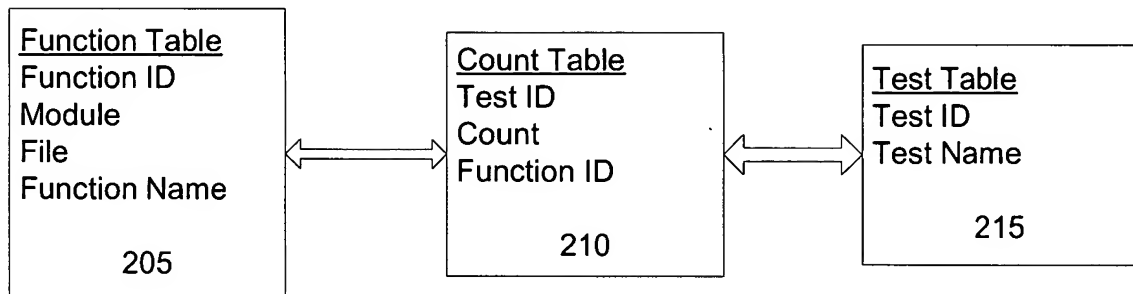 Function Table
Function ID
Module
File
Function Name
205
Count Table
Test ID
Count
Function ID
210
Test Table
Test ID
Test Name
215